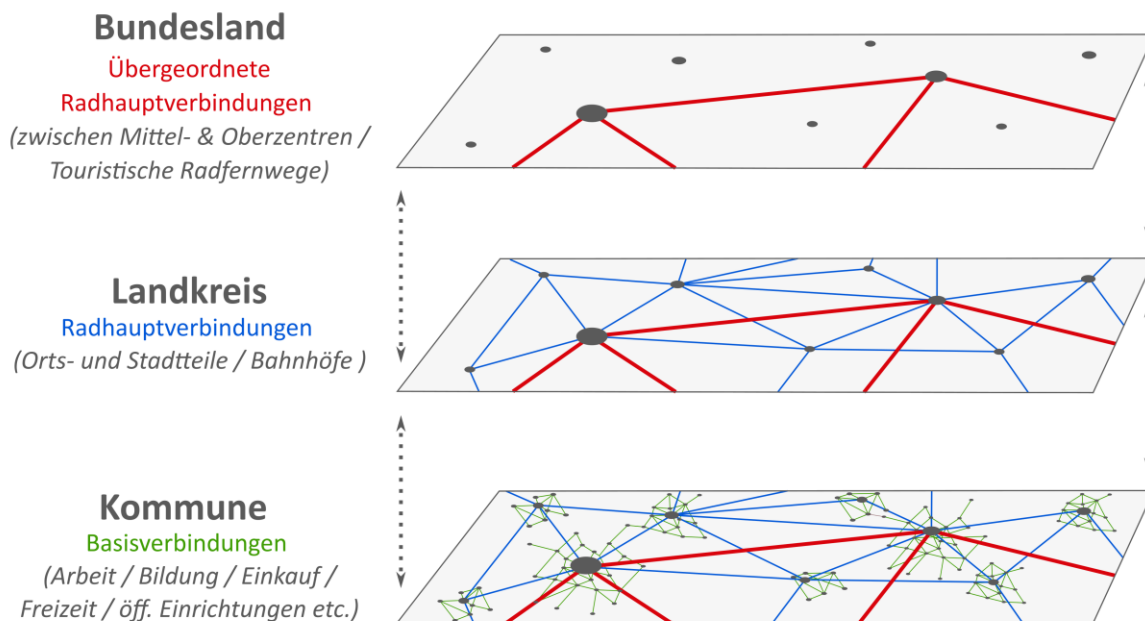 Bundesland
Übergeordnete
Radhauptverbindungen
(zwischen Mittel- & Oberzentren /
Touristische Radfernwege)
Landkreis
Radhauptverbindungen
(Orts- und Stadtteile / Bahnhöfe )
Kommune
Basisverbindungen
(Arbeit / Bildung / Einkauf /
Freizeit / öff. Einrichtungen etc.)